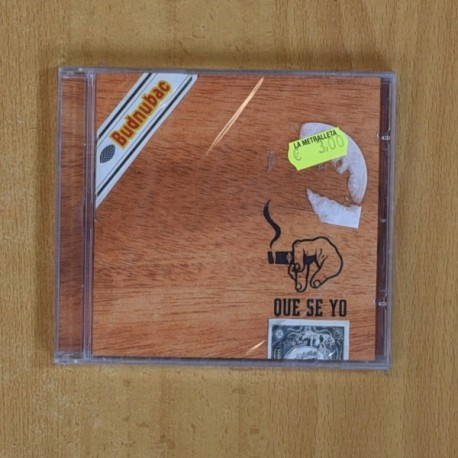 Budnubac
LA METRALLETA
€ 3,00
QUE SE YO